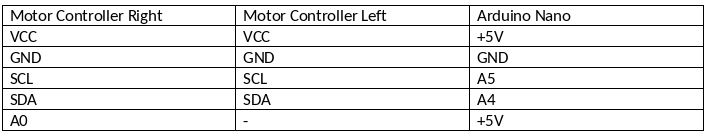 Motor Controller Right Motor Controller Left Arduino Nano
VCC VCC +5V
GND GND GND
SCL SCL A5
SDA SDA A4
A0 - +5V